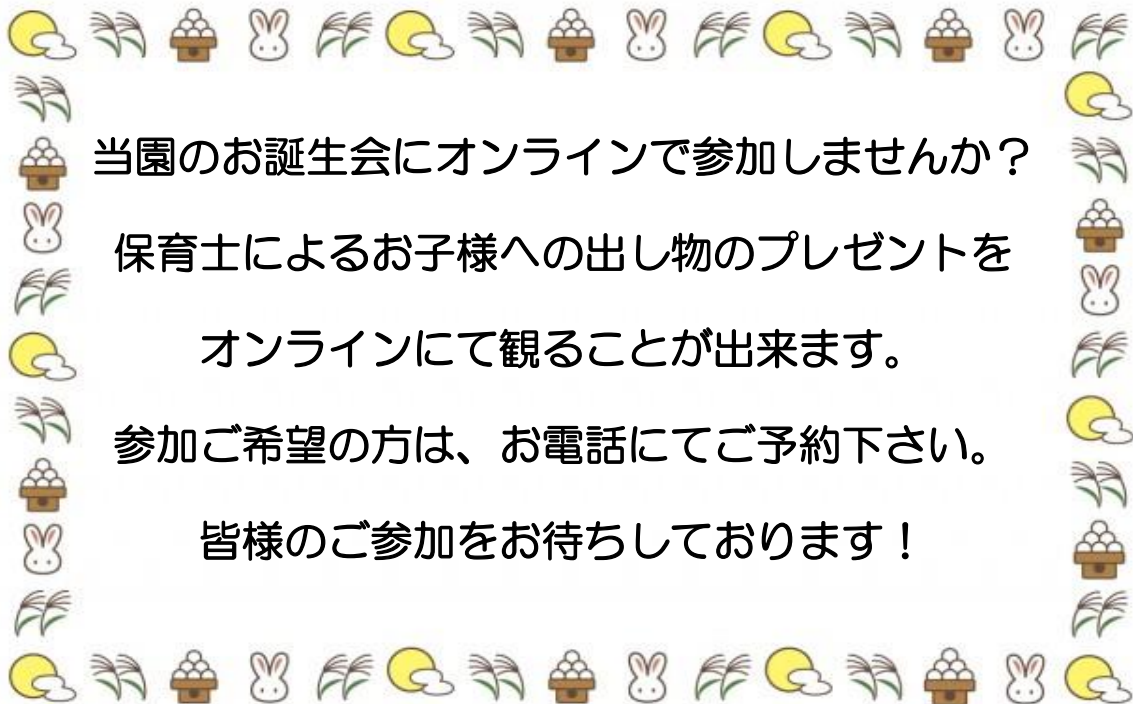 当園のお誕生会にオンラインで参加しませんか？
保育士によるお子様への出し物のプレゼントを
オンラインにて観ることが出来ます。
参加ご希望の方は、お電話にてご予約下さい。
皆様のご参加をお待ちしております！